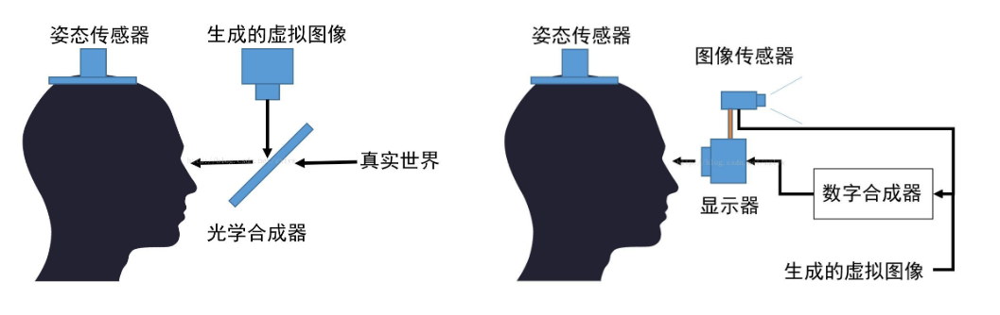 姿态传感器
生成的虚拟图像
真实世界
光学合成器
姿态传感器
图像传感器
显示器
数字合成器
生成的虚拟图像